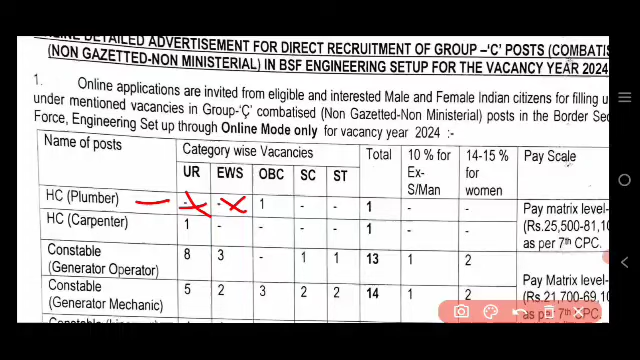 ONLINE DETAILED ADVERTISEMENT FOR DIRECT RECRUITMENT OF GROUP -'C' POSTS (COMBATIS
(NON GAZETTED-NON MINISTERIAL) IN BSF ENGINEERING SETUP FOR THE VACANCY YEAR 2024
1. Online applications are invited from eligible and interested Male and Female Indian citizens for filling u
under mentioned vacancies in Group-'Ç' combatised (Non Gazetted-Non Ministerial) posts in the Border Sec
Force, Engineering Set up through Online Mode only for vacancy year 2024 :-
Name of posts Category wise Vacancies Total 10 % for Ex-S/Man 14-15 % for women Pay Scale
UR EWS OBC SC ST
HC (Plumber) - - 1 - - 1 - - Pay matrix level-
HC (Carpenter) 1 - - - - 1 - - (Rs.25,500-81,10
as per 7th CPC.
Constable (Generator Operator) 8 3 - 1 1 13 1 2 Pay Matrix level-
Constable (Generator Mechanic) 5 2 3 2 2 14 1 2 (Rs.21,700-69,10
as per 7th CPC